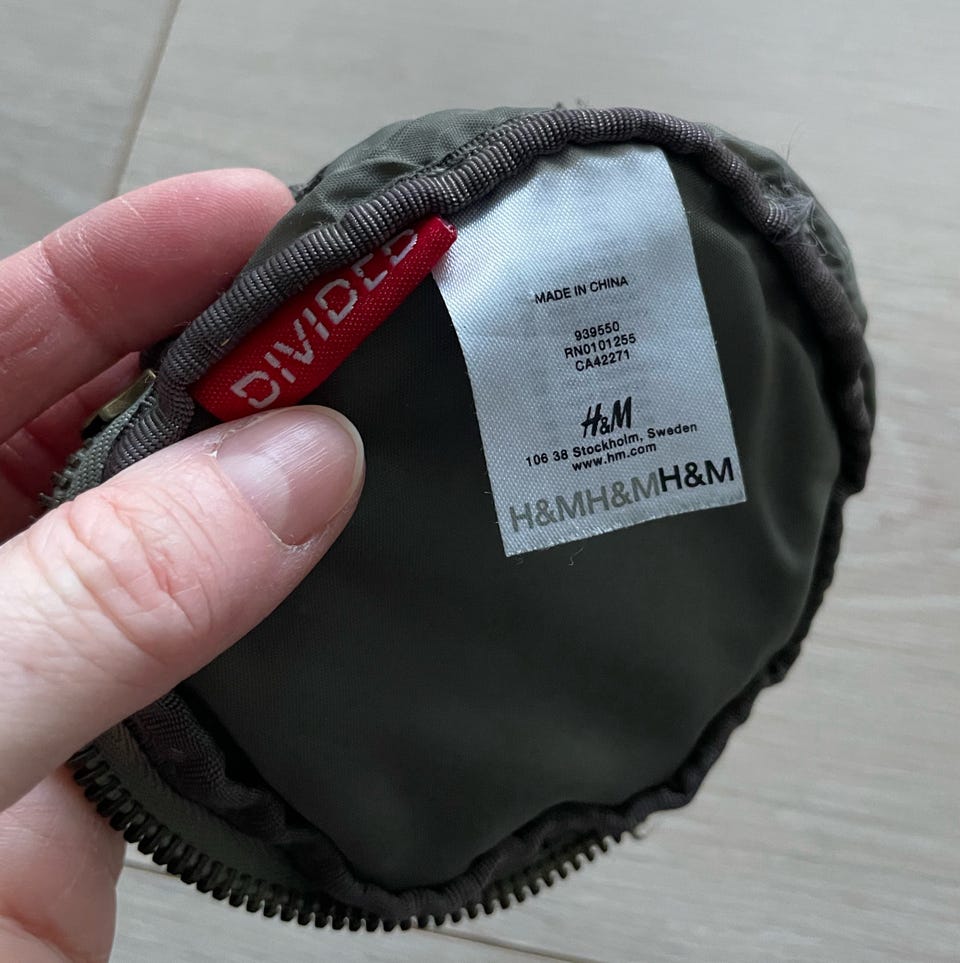 DIVIDED
MADE IN CHINA
939550
RN0101255
CA42271
H&M
106 38 Stockholm, Sweden
www.hm.com
H&MH&MH&M